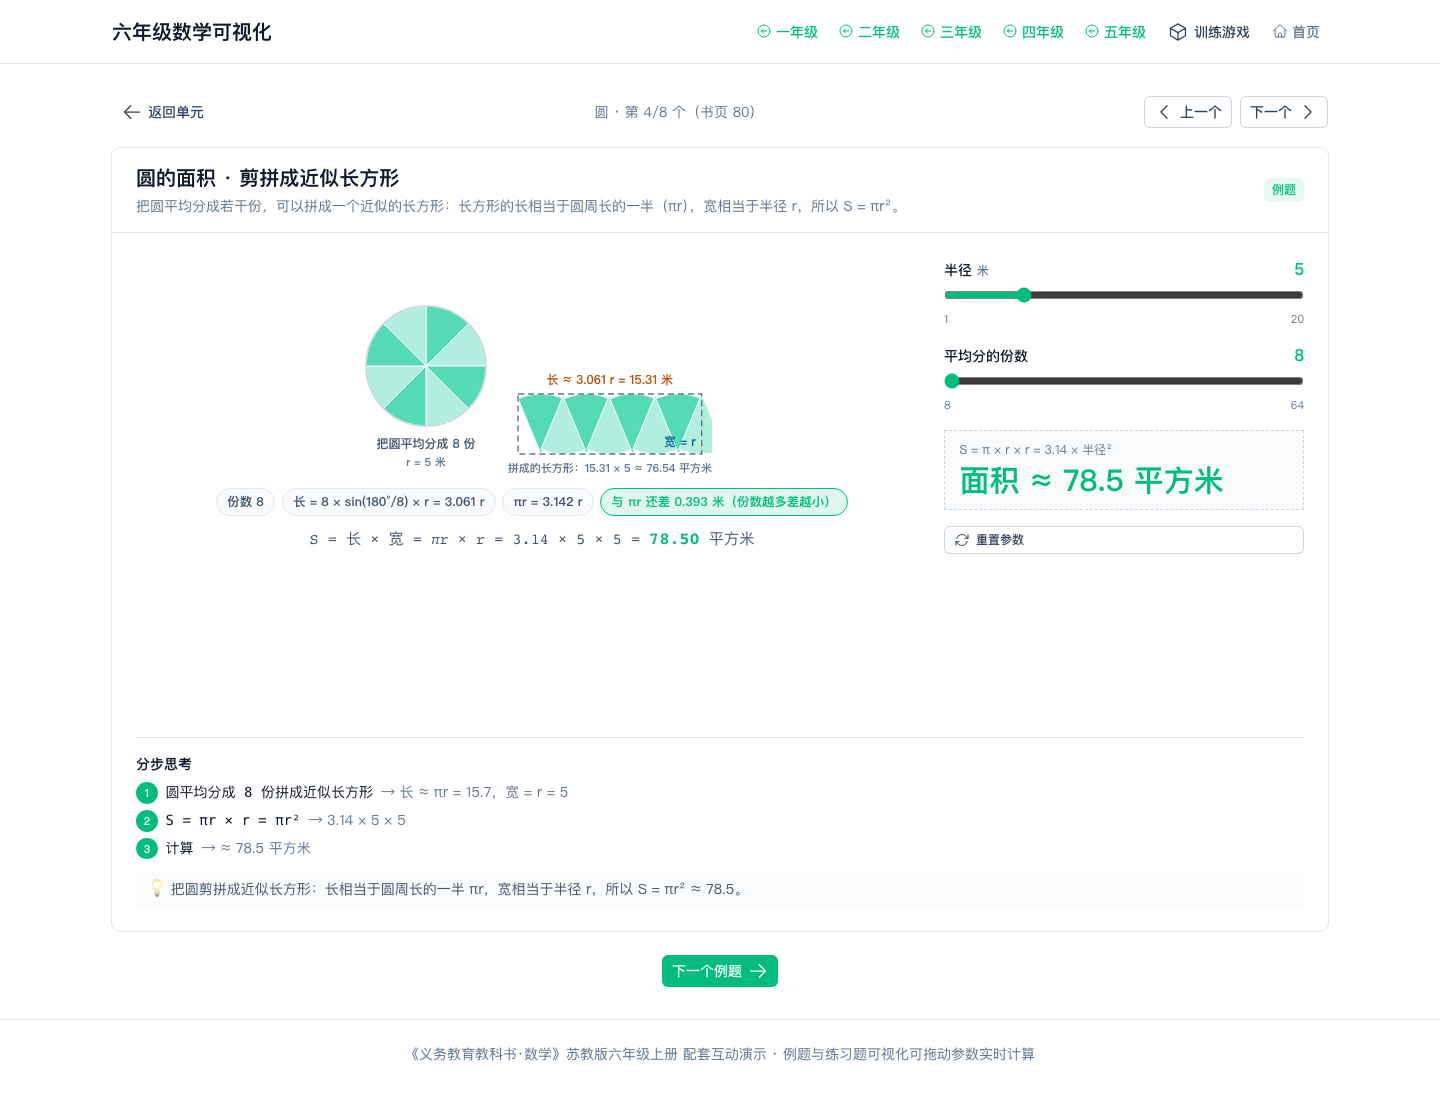 六年级数学可视化
一年级 二年级 三年级 四年级 五年级 训练游戏 首页
返回单元
圆 · 第 4/8 个（书页 80）
上一个
下一个
圆的面积 · 剪拼成近似长方形
把圆平均分成若干份，可以拼成一个近似的长方形：长方形的长相当于圆周长的一半（πr），宽相当于半径 r，所以 S = πr²。
例题
长 ≈ 3.061 r = 15.31 米
宽 = r
把圆平均分成 8 份
r = 5 米
拼成的长方形：15.31 × 5 ≈ 76.54 平方米
份数 8
长 = 8 × sin(180°/8) × r = 3.061 r
πr = 3.142 r
与 πr 还差 0.393 米（份数越多差越小）
S = 长 × 宽 = πr × r = 3.14 × 5 × 5 = 78.50 平方米
半径 米 5
1 20
平均分的份数 8
8 64
S = π × r × r = 3.14 × 半径²
面积 ≈ 78.5 平方米
重置参数
分步思考
1 圆平均分成 8 份拼成近似长方形 → 长 ≈ πr = 15.7，宽 = r = 5
2 S = πr × r = πr² → 3.14 × 5 × 5
3 计算 → ≈ 78.5 平方米
把圆剪拼成近似长方形：长相当于圆周长的一半 πr，宽相当于半径 r，所以 S = πr² ≈ 78.5。
下一个例题
《义务教育教科书·数学》苏教版六年级上册 配套互动演示 · 例题与练习题可视化可拖动参数实时计算